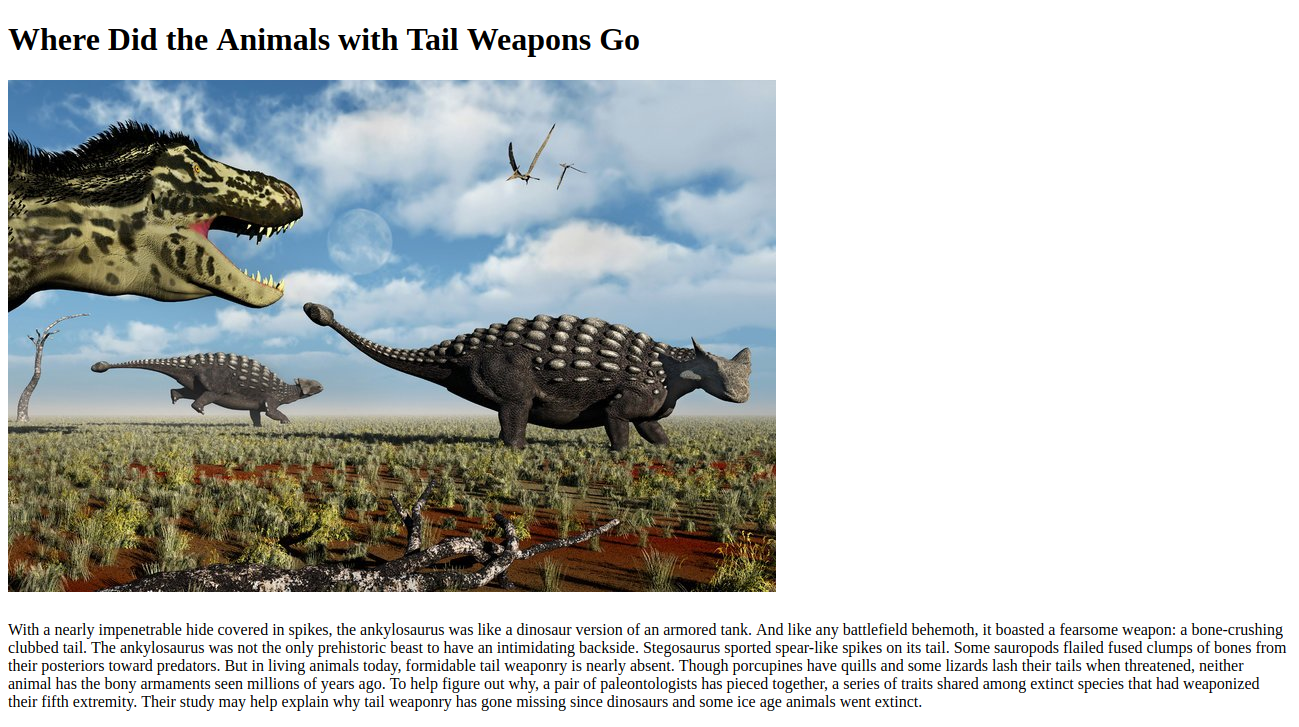 Where Did the Animals with Tail Weapons Go
With a nearly impenetrable hide covered in spikes, the ankylosaurus was like a dinosaur version of an armored tank. And like any battlefield behemoth, it boasted a fearsome weapon: a bone-crushing
clubbed tail. The ankylosaurus was not the only prehistoric beast to have an intimidating backside. Stegosaurus sported spear-like spikes on its tail. Some sauropods flailed fused clumps of bones from
their posteriors toward predators. But in living animals today, formidable tail weaponry is nearly absent. Though porcupines have quills and some lizards lash their tails when threatened, neither
animal has the bony armaments seen millions of years ago. To help figure out why, a pair of paleontologists has pieced together, a series of traits shared among extinct species that had weaponized
their fifth extremity. Their study may help explain why tail weaponry has gone missing since dinosaurs and some ice age animals went extinct.